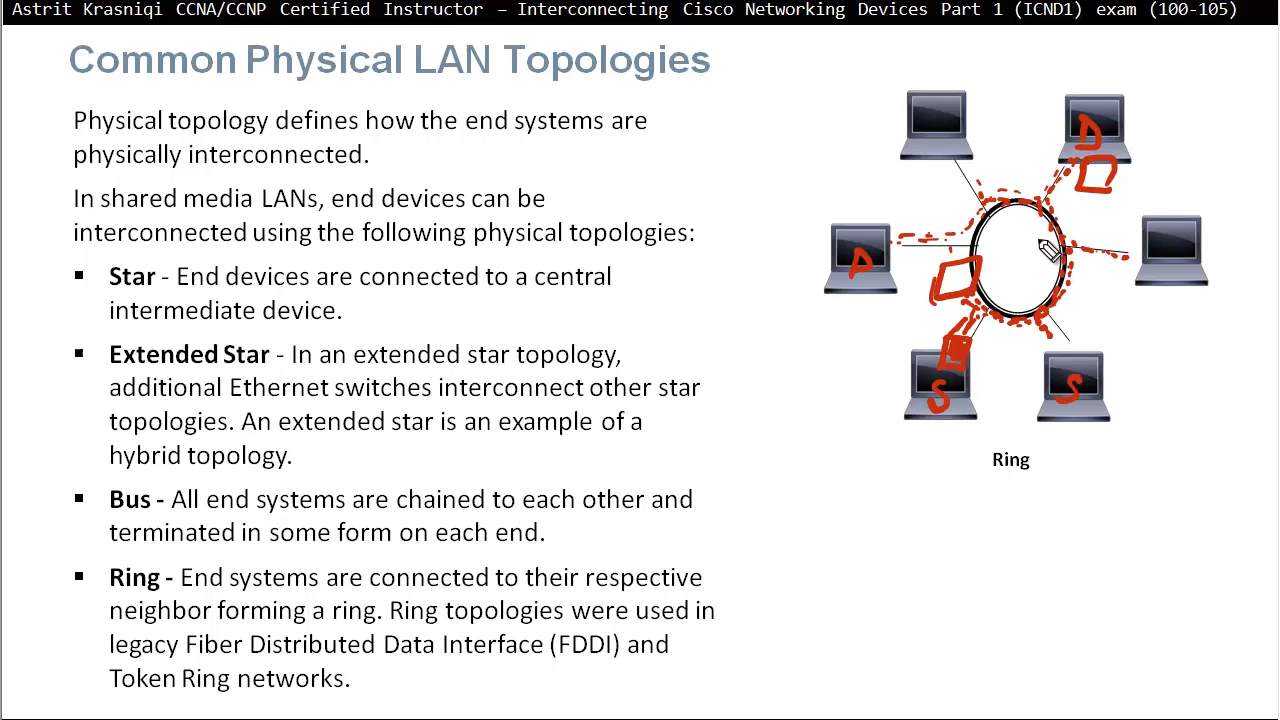 Astrit Krasniqi CCNA/CCNP Certified Instructor – Interconnecting Cisco Networking Devices Part 1 (ICND1) exam (100-105)
Common Physical LAN Topologies
Physical topology defines how the end systems are
physically interconnected.
In shared media LANs, end devices can be
interconnected using the following physical topologies:
▪ Star - End devices are connected to a central
intermediate device.
▪ Extended Star - In an extended star topology,
additional Ethernet switches interconnect other star
topologies. An extended star is an example of a
hybrid topology.
▪ Bus - All end systems are chained to each other and
terminated in some form on each end.
▪ Ring - End systems are connected to their respective
neighbor forming a ring. Ring topologies were used in
legacy Fiber Distributed Data Interface (FDDI) and
Token Ring networks.
D
S
S
Ring